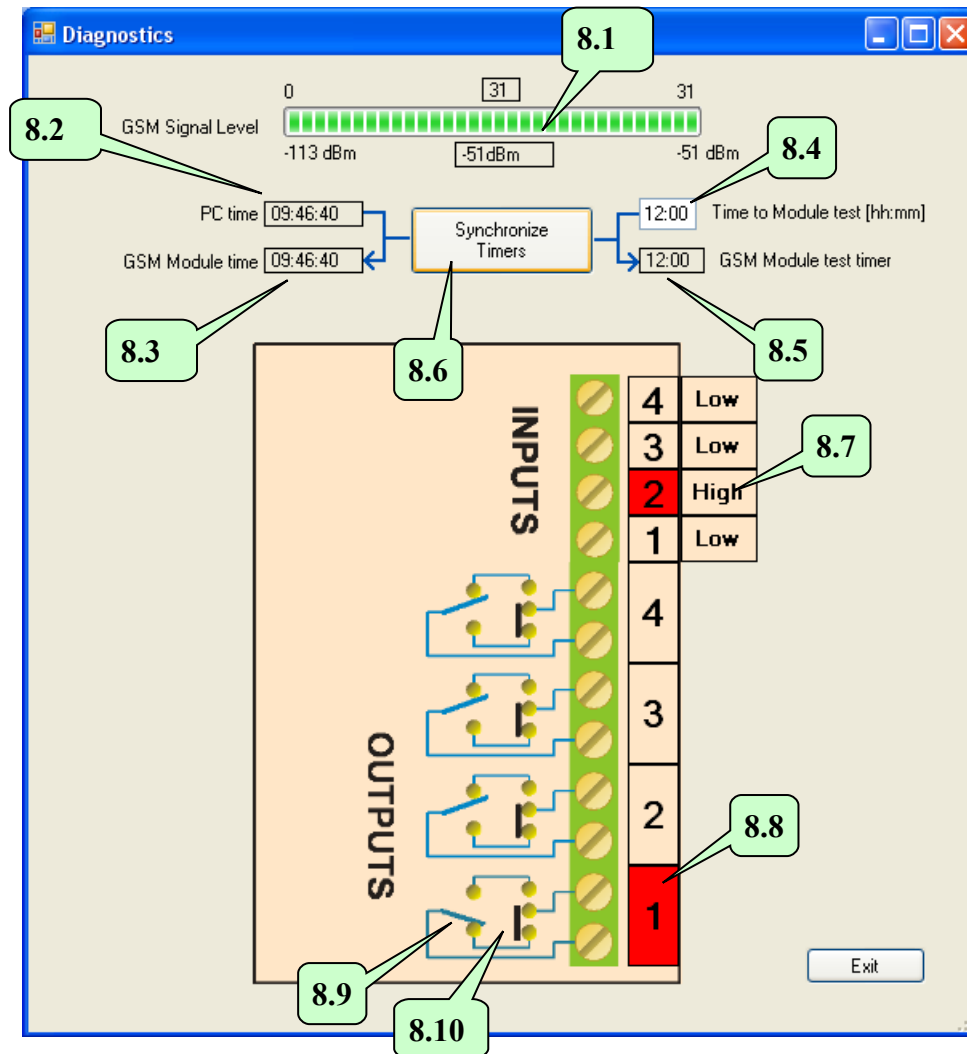 Diagnostics
8.1
0 31 31
GSM Signal Level
8.2
-113 dBm -51dBm -51 dBm
8.4
PC time 09:46:40
Synchronize
Timers
12:00 Time to Module test [hh:mm]
GSM Module time 09:46:40
12:00 GSM Module test timer
8.3
8.6
8.5
INPUTS
4 Low
3 Low
8.7
2 High
1 Low
OUTPUTS
4
3
2
8.8
1
8.9
8.10
Exit